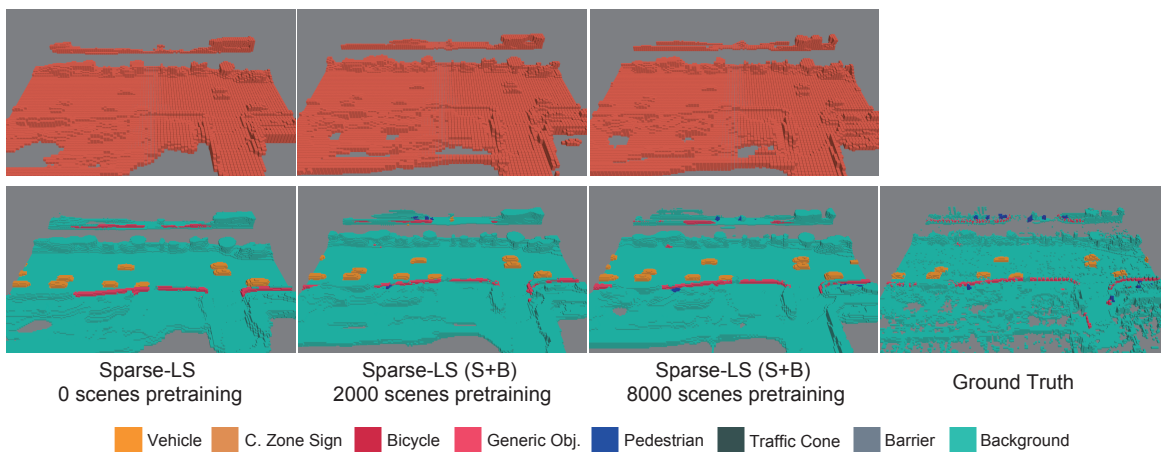 Sparse-LS
0 scenes pretraining
Sparse-LS (S+B)
2000 scenes pretraining
Sparse-LS (S+B)
8000 scenes pretraining
Ground Truth
Vehicle C. Zone Sign Bicycle Generic Obj. Pedestrian Traffic Cone Barrier Background